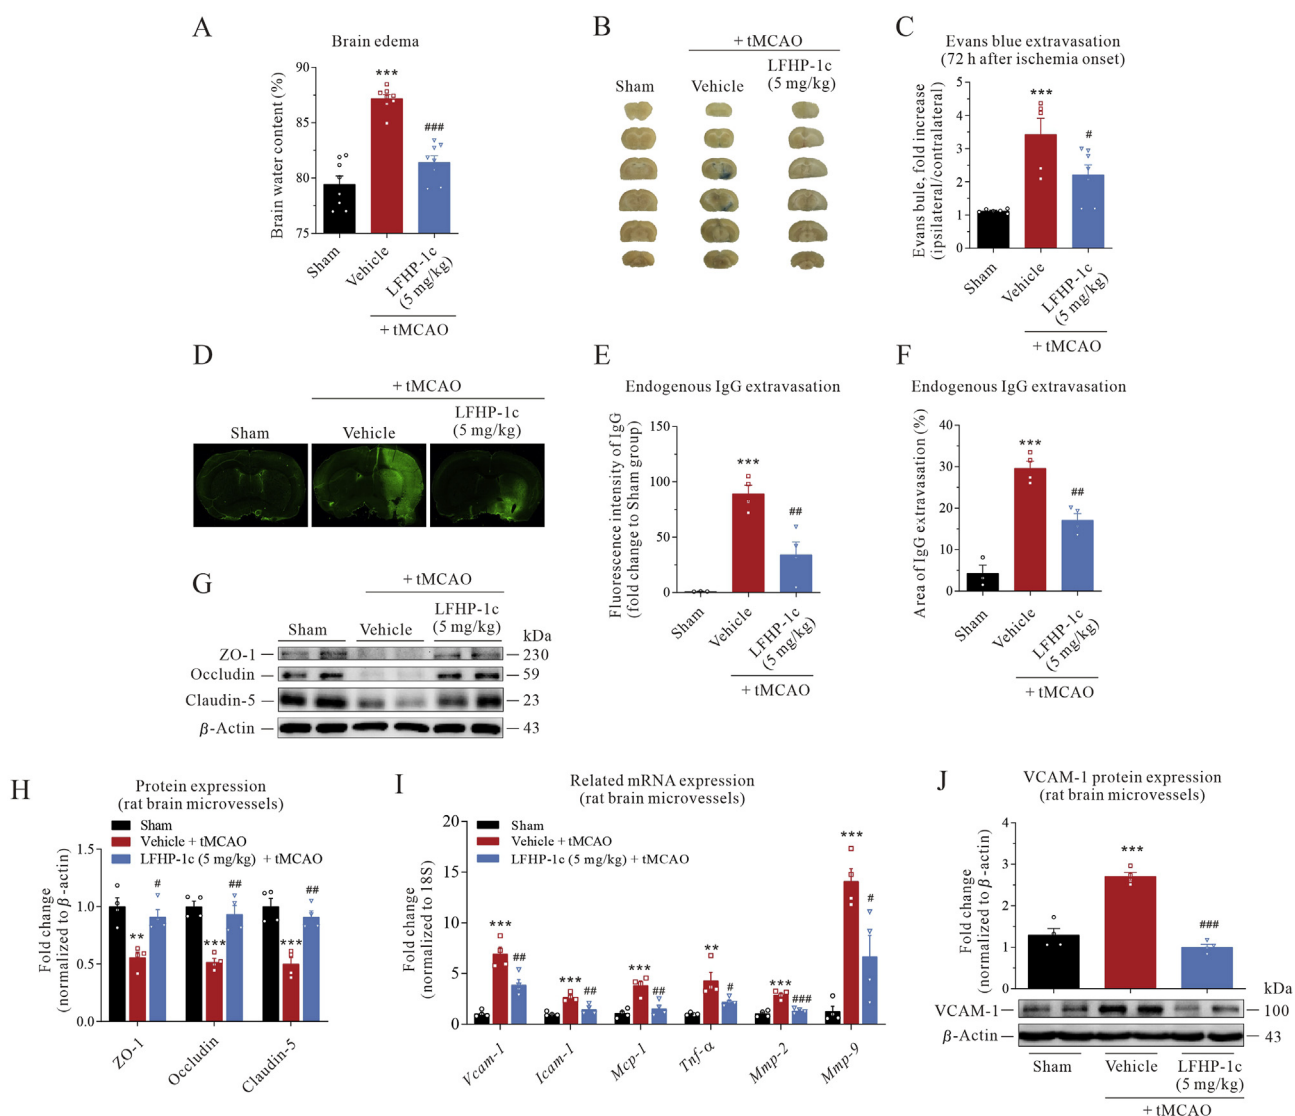 A
Brain edema
Brain water content (%)
90
85
80
75
***
###
Sham
Vehicle
LFHP-1c
(5 mg/kg)
+ tMCAO
B
+ tMCAO
Sham
Vehicle
LFHP-1c
(5 mg/kg)
C
Evans blue extravasation
(72 h after ischemia onset)
Evans bule, fold increase
(ipsilateral/contralateral)
5
4
3
2
1
0
***
#
Sham
Vehicle
LFHP-1c
(5 mg/kg)
+ tMCAO
D
+ tMCAO
Sham
Vehicle
LFHP-1c
(5 mg/kg)
E
Endogenous IgG extravasation
Fluorescence intensity of IgG
(fold change to Sham group)
150
100
50
0
***
##
Sham
Vehicle
LFHP-1c
(5 mg/kg)
+ tMCAO
F
Endogenous IgG extravasation
Area of IgG extravasation (%)
40
30
20
10
0
***
##
Sham
Vehicle
LFHP-1c
(5 mg/kg)
+ tMCAO
G
+ tMCAO
Sham
Vehicle
LFHP-1c
(5 mg/kg)
kDa
ZO-1
230
Occludin
59
Claudin-5
23
β-Actin
43
H
Protein expression
(rat brain microvessels)
Sham
Vehicle + tMCAO
LFHP-1c (5 mg/kg) + tMCAO
Fold change
(normalized to β-actin)
1.5
1.0
0.5
0.0
**
#
***
##
***
##
ZO-1
Occludin
Claudin-5
I
Related mRNA expression
(rat brain microvessels)
Sham
Vehicle + tMCAO
LFHP-1c (5 mg/kg) + tMCAO
Fold change
(normalized to 18S)
20
15
10
5
0
***
##
***
##
***
##
**
#
***
###
***
#
Vcam-1
Icam-1
Mcp-1
Tnf-α
Mmp-2
Mmp-9
J
VCAM-1 protein expression
(rat brain microvessels)
Fold change
(normalized to β-actin)
4
3
2
1
0
***
###
kDa
VCAM-1
100
β-Actin
43
Sham
Vehicle
LFHP-1c
(5 mg/kg)
+ tMCAO